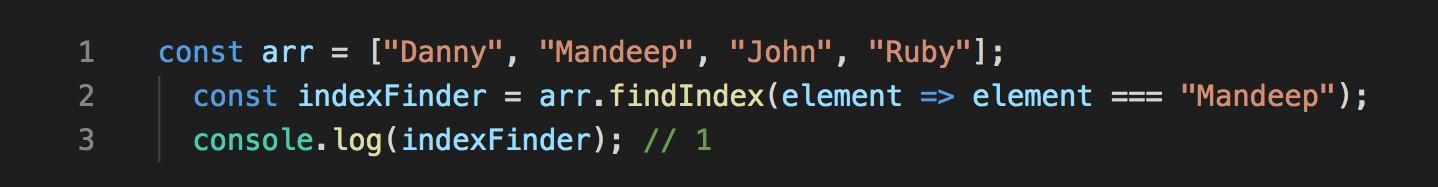 1 const arr = ["Danny", "Mandeep", "John", "Ruby"];
2 const indexFinder = arr.findIndex(element => element === "Mandeep");
3 console.log(indexFinder); // 1